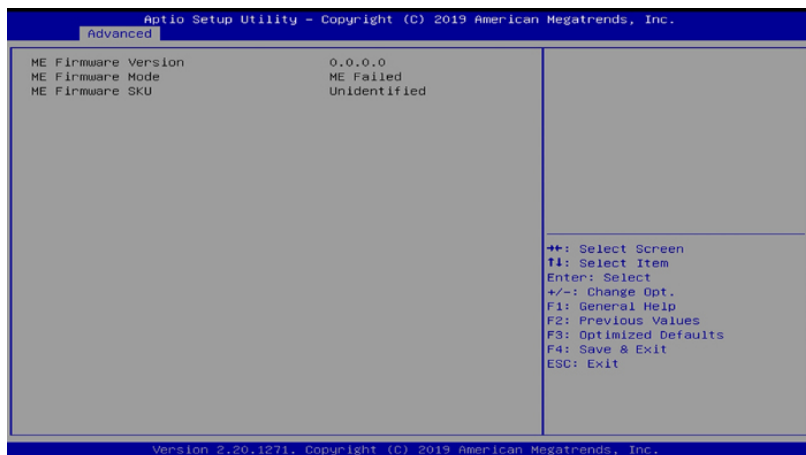 Aptio Setup Utility – Copyright (C) 2019 American Megatrends, Inc.
Advanced
ME Firmware Version 0.0.0.0
ME Firmware Mode ME Failed
ME Firmware SKU Unidentified
→←: Select Screen
↑↓: Select Item
Enter: Select
+/-: Change Opt.
F1: General Help
F2: Previous Values
F3: Optimized Defaults
F4: Save & Exit
ESC: Exit
Version 2.20.1271. Copyright (C) 2019 American Megatrends, Inc.